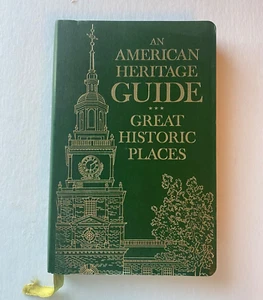 AN
AMERICAN
HERITAGE
GUIDE
GREAT
HISTORIC
PLACES